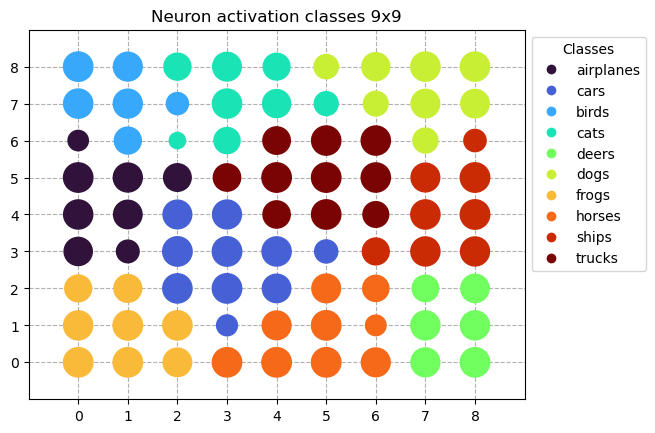 Neuron activation classes 9x9
8
7
6
5
4
3
2
1
0
0 1 2 3 4 5 6 7 8
Classes
airplanes
cars
birds
cats
deers
dogs
frogs
horses
ships
trucks